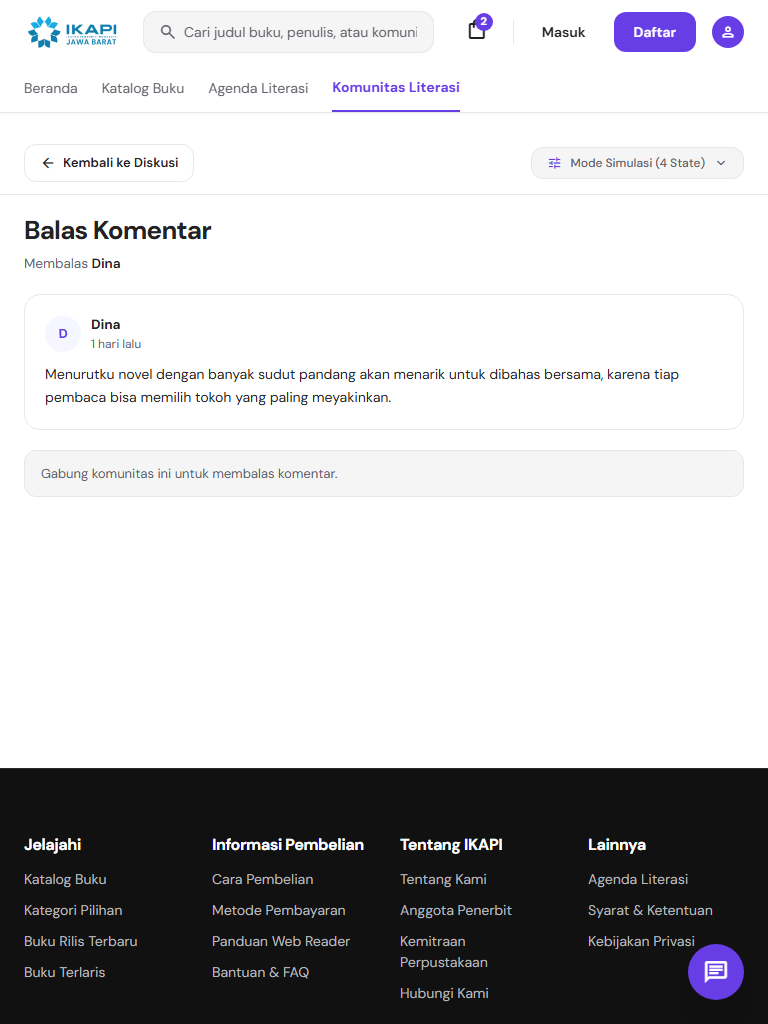 IKAPI
JAWA BARAT
Cari judul buku, penulis, atau komuni
2
Masuk
Daftar
Beranda
Katalog Buku
Agenda Literasi
Komunitas Literasi
Kembali ke Diskusi
Mode Simulasi (4 State)
Balas Komentar
Membalas Dina
D
Dina
1 hari lalu
Menurutku novel dengan banyak sudut pandang akan menarik untuk dibahas bersama, karena tiap
pembaca bisa memilih tokoh yang paling meyakinkan.
Gabung komunitas ini untuk membalas komentar.
Jelajahi
Katalog Buku
Kategori Pilihan
Buku Rilis Terbaru
Buku Terlaris
Informasi Pembelian
Cara Pembelian
Metode Pembayaran
Panduan Web Reader
Bantuan & FAQ
Tentang IKAPI
Tentang Kami
Anggota Penerbit
Kemitraan
Perpustakaan
Hubungi Kami
Lainnya
Agenda Literasi
Syarat & Ketentuan
Kebijakan Privasi